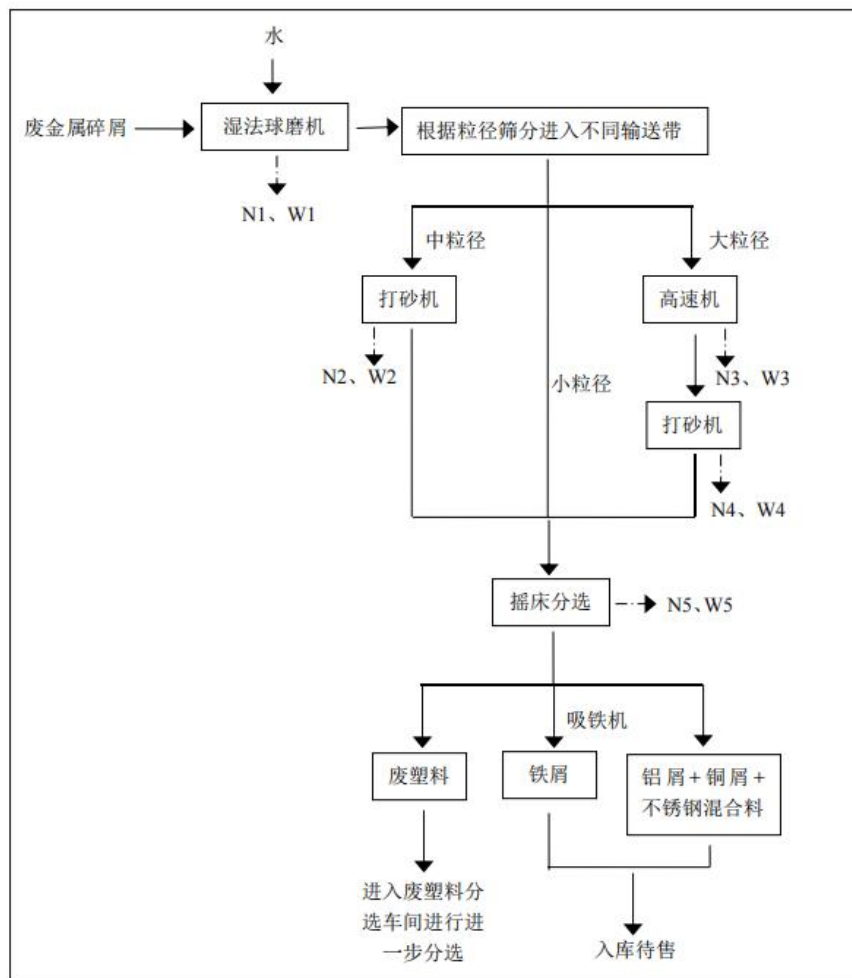 水
废金属碎屑
湿法球磨机
根据粒径筛分进入不同输送带
N1、W1
中粒径
大粒径
打砂机
高速机
N2、W2
小粒径
N3、W3
打砂机
N4、W4
摇床分选
N5、W5
吸铁机
废塑料
铁屑
铝屑+铜屑+
不锈钢混合料
进入废塑料分
选车间进行进
一步分选
入库待售